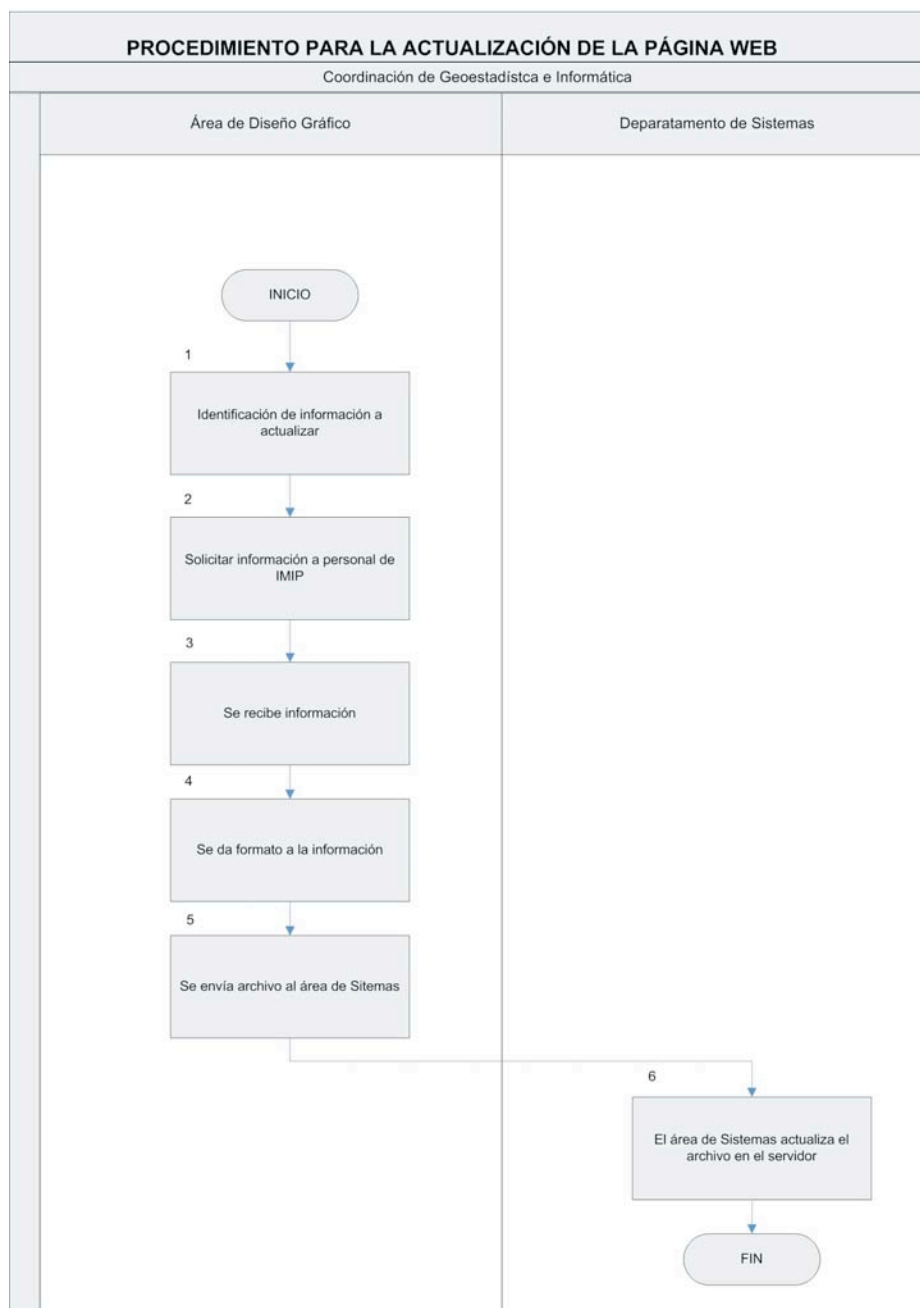 PROCEDIMIENTO PARA LA ACTUALIZACIÓN DE LA PÁGINA WEB
Coordinación de Geoestadístca e Informática
Área de Diseño Gráfico
Deparatamento de Sistemas
INICIO
1
Identificación de información a
actualizar
2
Solicitar información a personal de
IMIP
3
Se recibe información
4
Se da formato a la información
5
Se envía archivo al área de Sitemas
6
El área de Sistemas actualiza el
archivo en el servidor
FIN